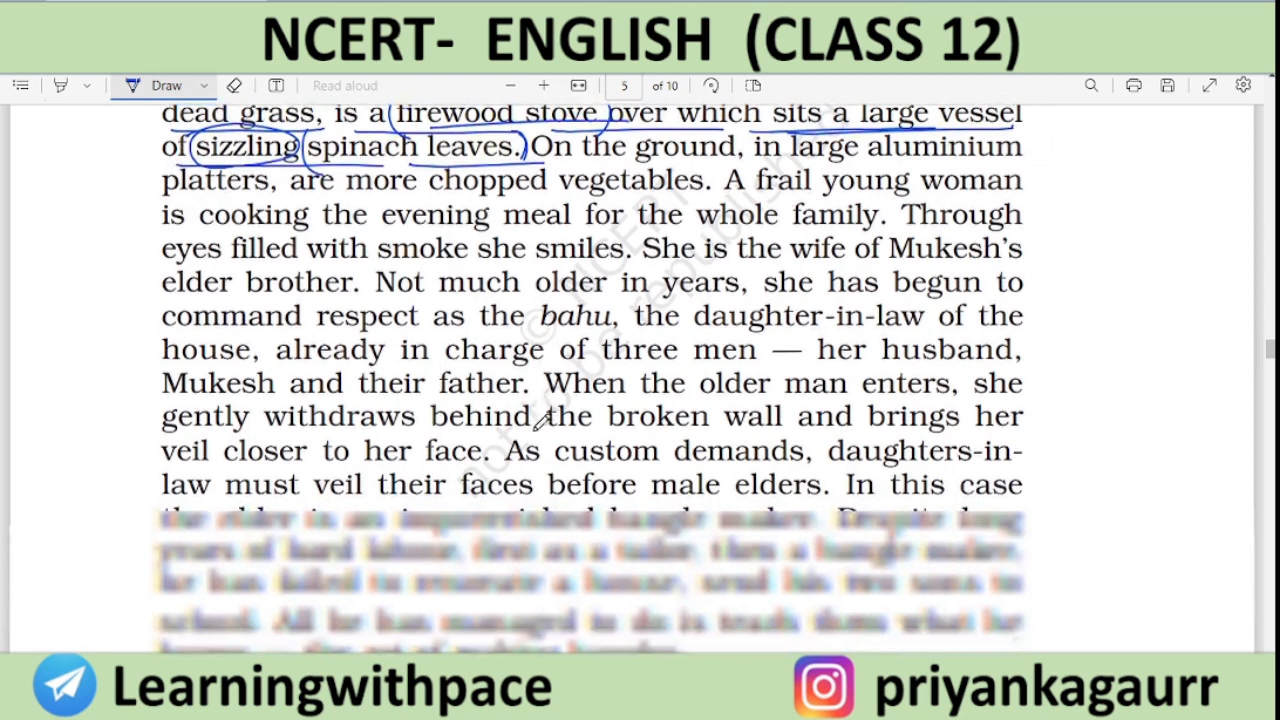 NCERT- ENGLISH (CLASS 12)
Draw
Read aloud
5
of 10
dead grass, is a firewood stove over which sits a large vessel
of sizzling spinach leaves. On the ground, in large aluminium
platters, are more chopped vegetables. A frail young woman
is cooking the evening meal for the whole family. Through
eyes filled with smoke she smiles. She is the wife of Mukesh's
elder brother. Not much older in years, she has begun to
command respect as the bahu, the daughter-in-law of the
house, already in charge of three men — her husband,
Mukesh and their father. When the older man enters, she
gently withdraws behind the broken wall and brings her
veil closer to her face. As custom demands, daughters-in-
law must veil their faces before male elders. In this case
© NCERT
not to be republished
Learningwithpace
priyankagaurr